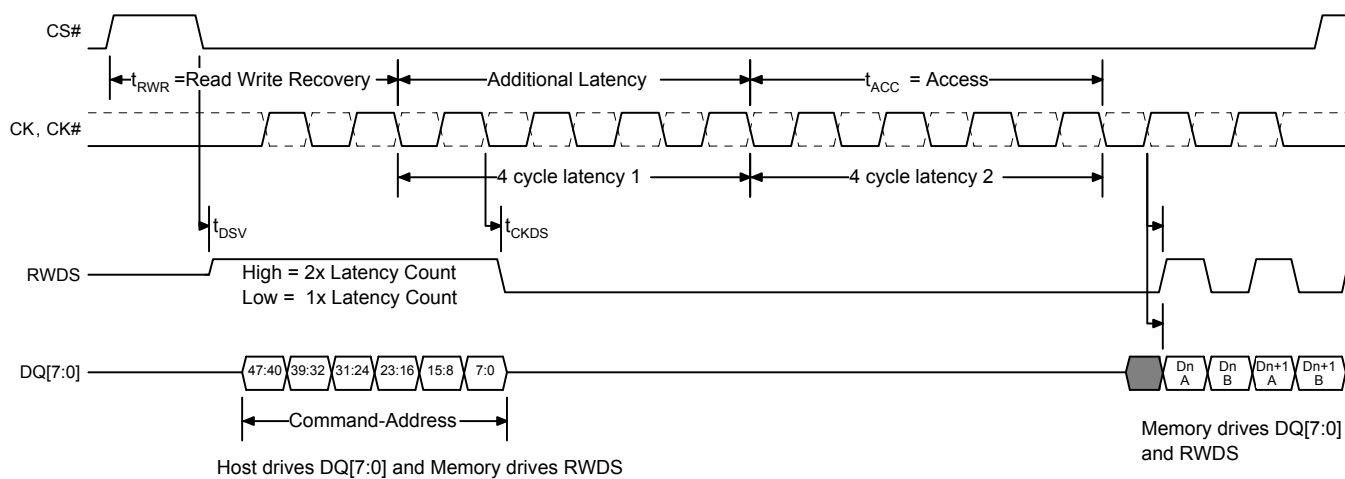 CS#
tRWR =Read Write Recovery
Additional Latency
tACC = Access
CK, CK#
4 cycle latency 1
4 cycle latency 2
tDSV
tCKDS
RWDS
High = 2x Latency Count
Low = 1x Latency Count
DQ[7:0]
47:40 39:32 31:24 23:16 15:8 7:0
Dn A
Dn B
Dn+1 A
Dn+1 B
Command-Address
Memory drives DQ[7:0]
and RWDS
Host drives DQ[7:0] and Memory drives RWDS